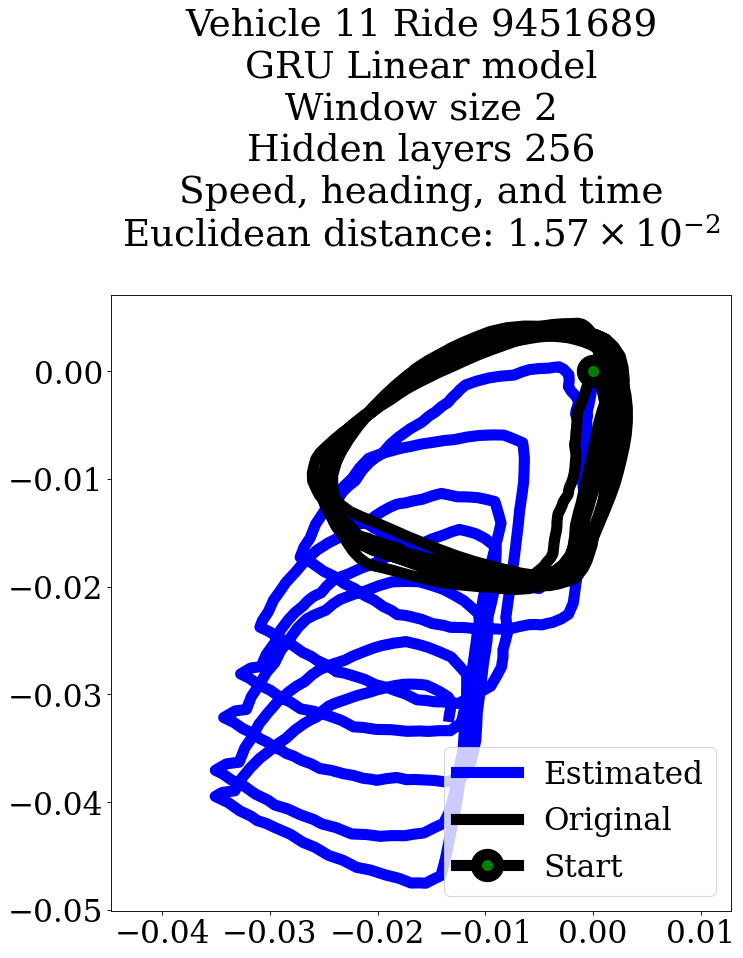 Vehicle 11 Ride 9451689
GRU Linear model
Window size 2
Hidden layers 256
Speed, heading, and time
Euclidean distance: 1.57 × 10⁻²
0.00
−0.01
−0.02
−0.03
−0.04
−0.05
Estimated
Original
Start
−0.04 −0.03 −0.02 −0.01 0.00 0.01